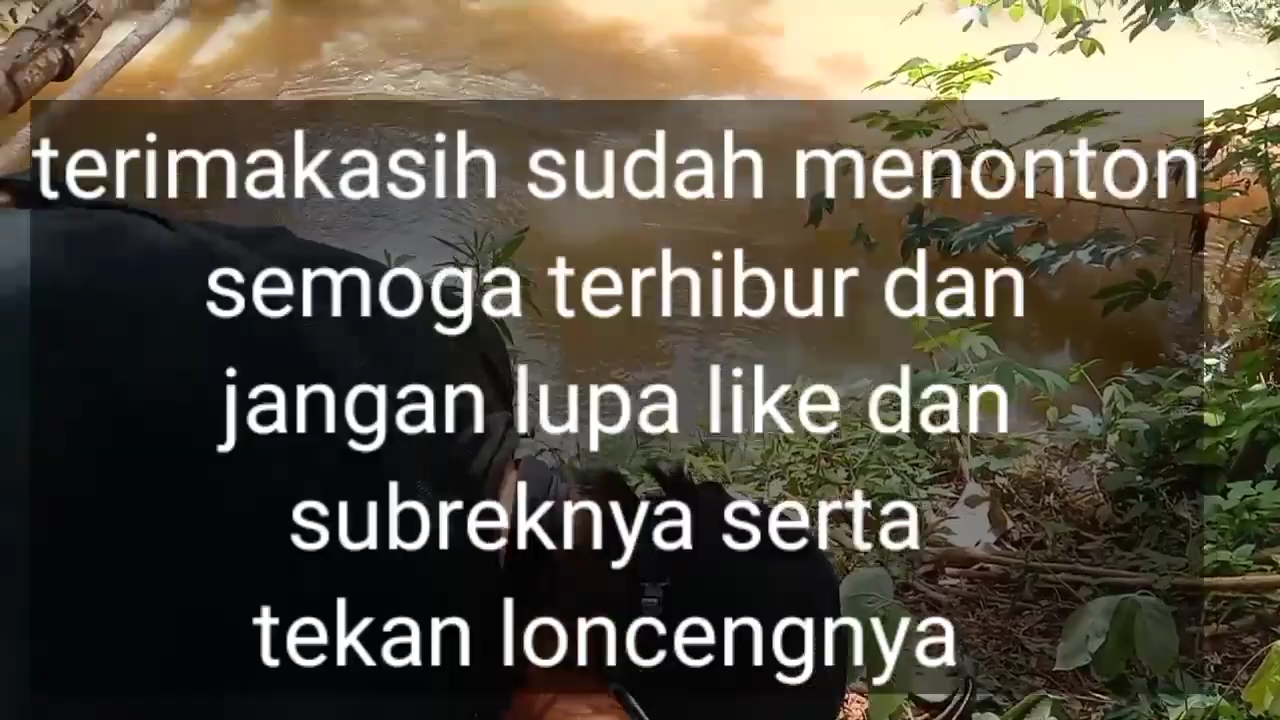 terimakasih sudah menonton
semoga terhibur dan
jangan lupa like dan
subreknya serta
tekan loncengnya